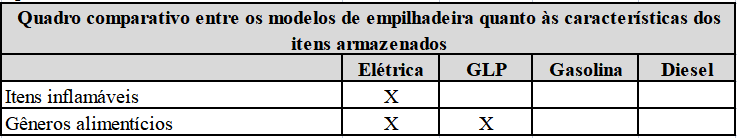 Quadro comparativo entre os modelos de empilhadeira quanto às características dos
itens armazenados
Elétrica GLP Gasolina Diesel
Itens inflamáveis X
Gêneros alimentícios X X